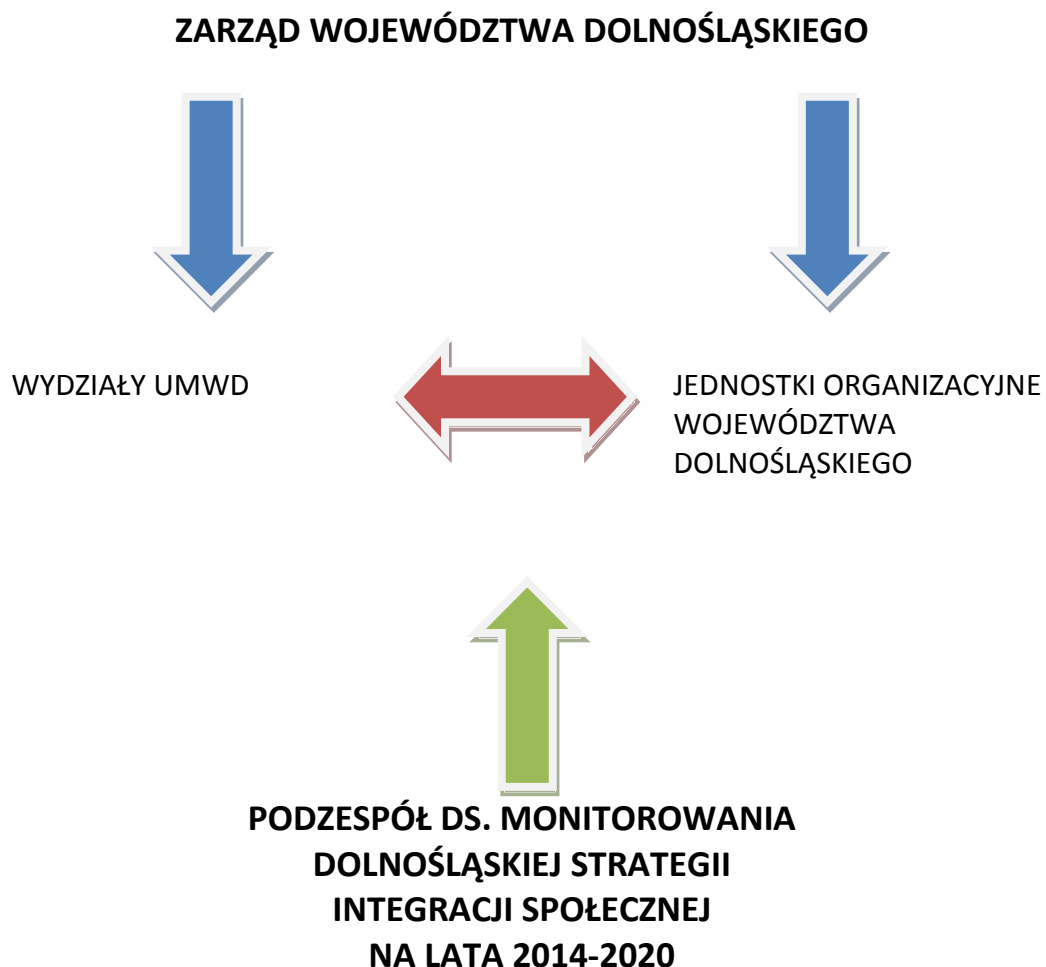 ZARZĄD WOJEWÓDZTWA DOLNOŚLĄSKIEGO
WYDZIAŁY UMWD
JEDNOSTKI ORGANIZACYJNE
WOJEWÓDZTWA
DOLNOŚLĄSKIEGO
PODZESPÓŁ DS. MONITOROWANIA
DOLNOŚLĄSKIEJ STRATEGII
INTEGRACJI SPOŁECZNEJ
NA LATA 2014-2020